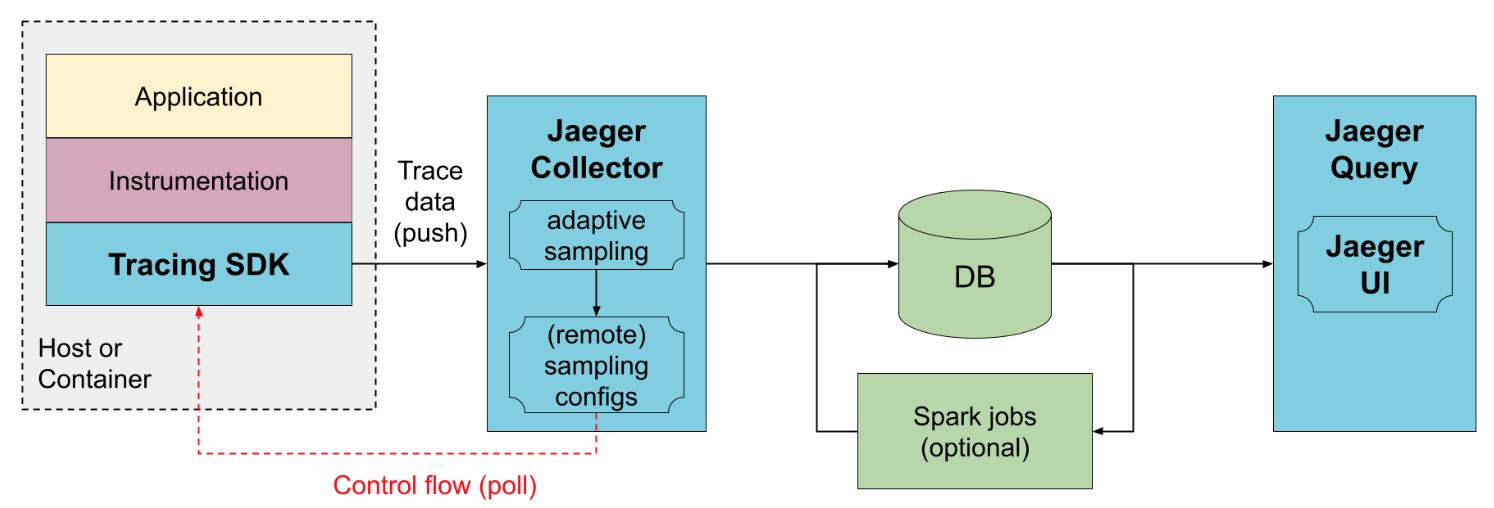 Application
Instrumentation
Tracing SDK
Host or
Container
Trace
data
(push)
Jaeger
Collector
adaptive
sampling
(remote)
sampling
configs
Control flow (poll)
DB
Spark jobs
(optional)
Jaeger
Query
Jaeger
UI